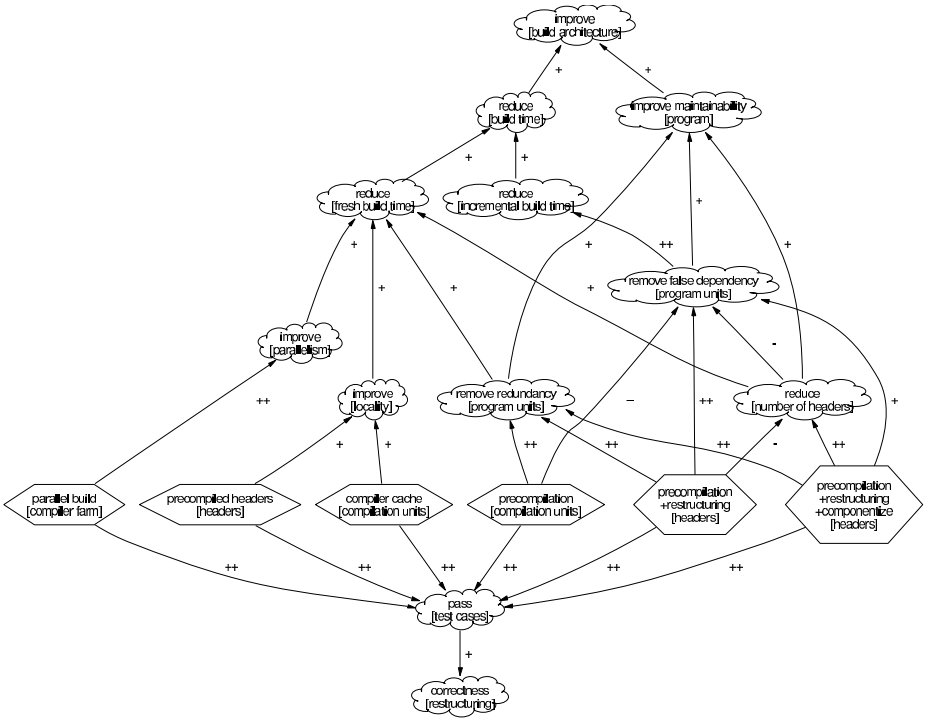 improve
[build architecture]
+
+
reduce
[build time]
improve maintainability
[program]
+
+
reduce
[fresh build time]
reduce
[incremental build time]
+
+
+
++
+
+
+
+
remove false dependency
[program units]
improve
[parallelism]
-
improve
[locality]
remove redundancy
[program units]
reduce
[number of headers]
++
–
++
+
+
+
++
++
++
-
++
parallel build
[compiler farm]
precompiled headers
[headers]
compiler cache
[compilation units]
precompilation
[compilation units]
precompilation
+restructuring
[headers]
precompilation
+restructuring
+componentize
[headers]
++
++
++
++
++
++
pass
[test cases]
+
correctness
[restructuring]